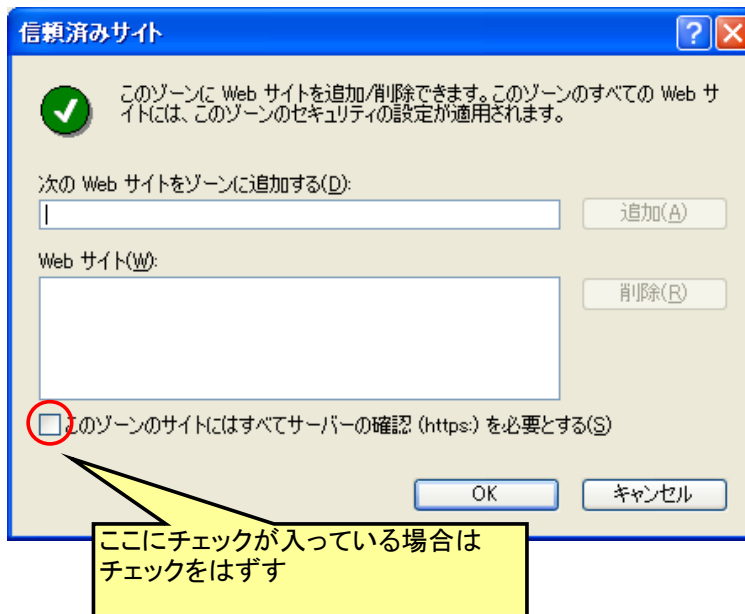 信頼済みサイト
このゾーンに Web サイトを追加/削除できます。このゾーンのすべての Web サ
イトには、このゾーンのセキュリティの設定が適用されます。
次の Web サイトをゾーンに追加する(D):
追加(A)
Web サイト(W):
削除(R)
このゾーンのサイトにはすべてサーバーの確認 (https:) を必要とする(S)
OK
キャンセル
ここにチェックが入っている場合は
チェックをはずす